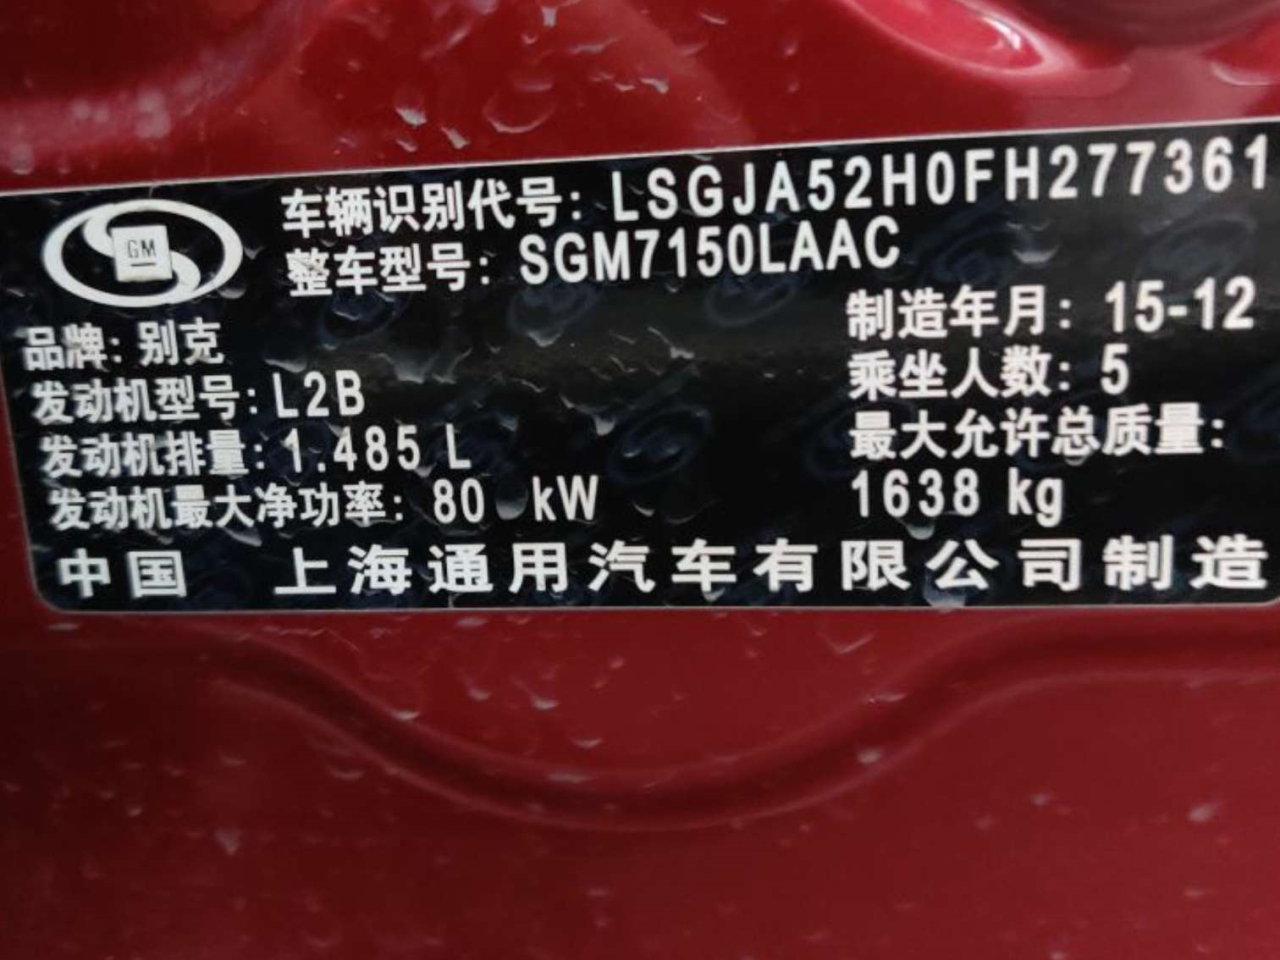 GM
车辆识别代号: LSGJA52H0FH277361
整车型号: SGM7150LAAC
品牌: 别克
制造年月: 15-12
发动机型号: L2B
乘坐人数: 5
发动机排量: 1.485 L
最大允许总质量:
发动机最大净功率: 80 kW
1638 kg
中国 上海通用汽车有限公司制造